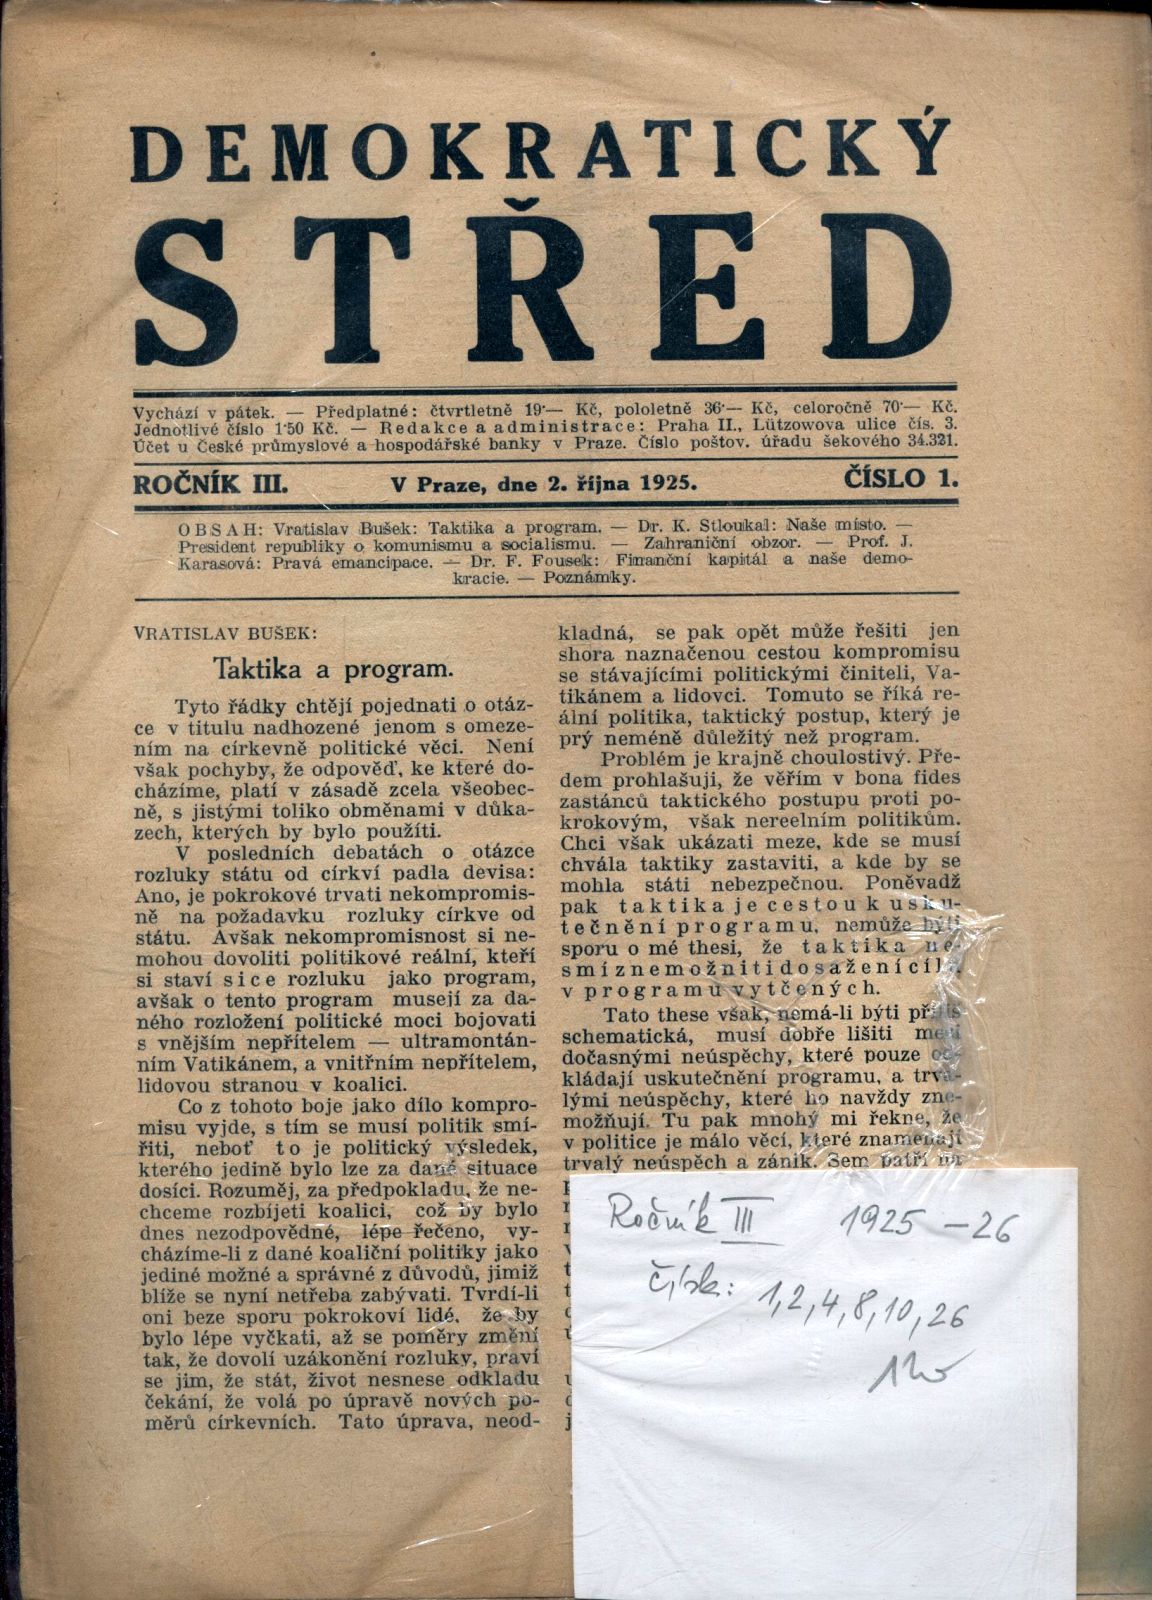 DEMOKRATICKÝ
STŘED
Vychází v pátek. — Předplatné: čtvrtletně 19·— Kč, pololetně 36·— Kč, celoročně 70·— Kč.
Jednotlivé číslo 1·50 Kč. — Redakce a administrace: Praha II., Lützowova ulice čís. 3.
Účet u České průmyslové a hospodářské banky v Praze. Číslo poštov. úřadu šekového 34.321.
ROČNÍK III. V Praze, dne 2. října 1925. ČÍSLO 1.
OBSAH: Vratislav Bušek: Taktika a program. — Dr. K. Stloukal: Naše místo. —
President republiky o komunismu a socialismu. — Zahraniční obzor. — Prof. J.
Karasová: Pravá emancipace. — Dr. F. Fousek: Finanční kapitál a naše demo-
kracie. — Poznámky.
VRATISLAV BUŠEK:
Taktika a program.
Tyto řádky chtějí pojednati o otáz-
ce v titulu nadhozené jenom s omeze-
ním na církevně politické věci. Není
však pochyby, že odpověď, ke které do-
cházíme, platí v zásadě zcela všeobec-
ně, s jistými toliko obměnami v důka-
zech, kterých by bylo použíti.
V posledních debatách o otázce
rozluky státu od církví padla devisa:
Ano, je pokrokové trvati nekompromis-
ně na požadavku rozluky církve od
státu. Avšak nekompromisnost si ne-
mohou dovoliti politikové reální, kteří
si staví sice rozluku jako program,
avšak o tento program musejí za da-
ného rozložení politické moci bojovati
s vnějším nepřítelem — ultramontán-
ním Vatikánem, a vnitřním nepřítelem,
lidovou stranou v koalici.
Co z tohoto boje jako dílo kompro-
misu vyjde, s tím se musí politik smí-
řiti, neboť to je politický výsledek,
kterého jedině bylo lze za dané situace
dosíci. Rozuměj, za předpokladu, že ne-
chceme rozbíjeti koalici, což by bylo
dnes nezodpovědné, lépe řečeno, vy-
cházíme-li z dané koaliční politiky jako
jediné možné a správné z důvodů, jimiž
blíže se nyní netřeba zabývati. Tvrdí-li
oni beze sporu pokrokoví lidé, že by
bylo lépe vyčkati, až se poměry změní
tak, že dovolí uzákonění rozluky, praví
se jim, že stát, život nesnese odkladu
čekání, že volá po úpravě nových po-
měrů církevních. Tato úprava, neod-
kladná, se pak opět může řešiti jen
shora naznačenou cestou kompromisu
se stávajícími politickými činiteli, Va-
tikánem a lidovci. Tomuto se říká re-
ální politika, taktický postup, který je
prý neméně důležitý než program.
Problém je krajně choulostivý. Pře-
dem prohlašuji, že věřím v bona fides
zastánců taktického postupu proti po-
krokovým, však nereelním politikům.
Chci však ukázati meze, kde se musí
chvála taktiky zastaviti, a kde by se
mohla státi nebezpečnou. Poněvadž
pak taktika je cestou k usku-
tečnění programu, nemůže býti
sporu o mé thesi, že taktika ne-
smí znemožniti dosažení cílů,
v programu vytčených.
Tato these však, nemá-li býti příliš
schematická, musí dobře lišiti mezi
dočasnými neúspěchy, které pouze od-
kládají uskutečnění programu, a trva-
lými neúspěchy, které ho navždy zne-
možňují. Tu pak mnohý mi řekne, že
v politice je málo věcí, které znamenají
trvalý neúspěch a zánik. Sem patří na
Ročník III 1925 – 26
čísla: 1, 2, 4, 8, 10, 26